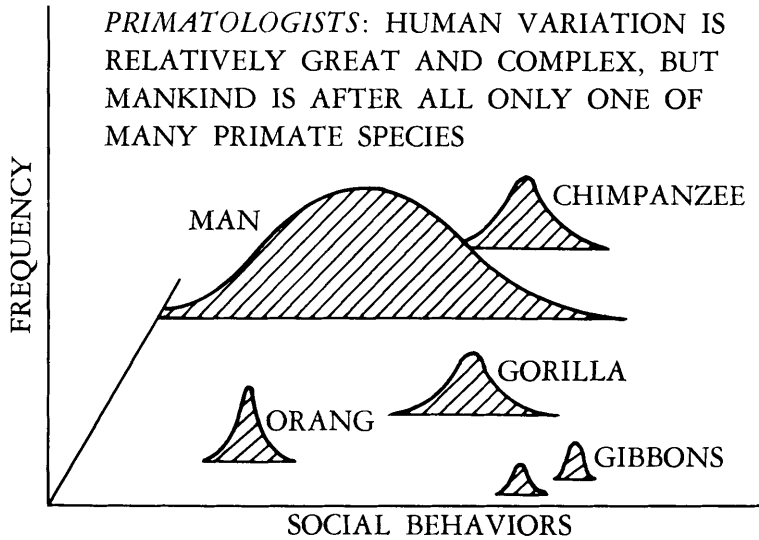 PRIMATOLOGISTS: HUMAN VARIATION IS
RELATIVELY GREAT AND COMPLEX, BUT
MANKIND IS AFTER ALL ONLY ONE OF
MANY PRIMATE SPECIES
CHIMPANZEE
MAN
FREQUENCY
GORILLA
ORANG
GIBBONS
SOCIAL BEHAVIORS